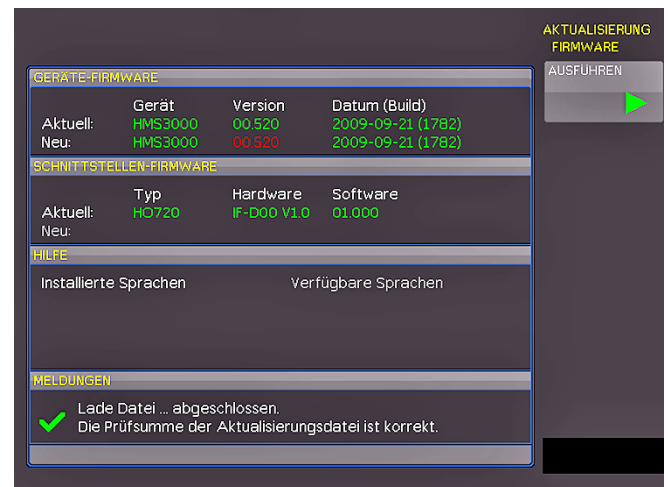 AKTUALISIERUNG
FIRMWARE
AUSFÜHREN
GERÄTE-FIRMWARE
Gerät Version Datum (Build)
Aktuell: HMS3000 00.520 2009-09-21 (1782)
Neu: HMS3000 00.520 2009-09-21 (1782)
SCHNITTSTELLEN-FIRMWARE
Typ Hardware Software
Aktuell: HO720 IF-D00 V1.0 01.000
Neu:
HILFE
Installierte Sprachen Verfügbare Sprachen
MELDUNGEN
Lade Datei ... abgeschlossen.
Die Prüfsumme der Aktualisierungsdatei ist korrekt.